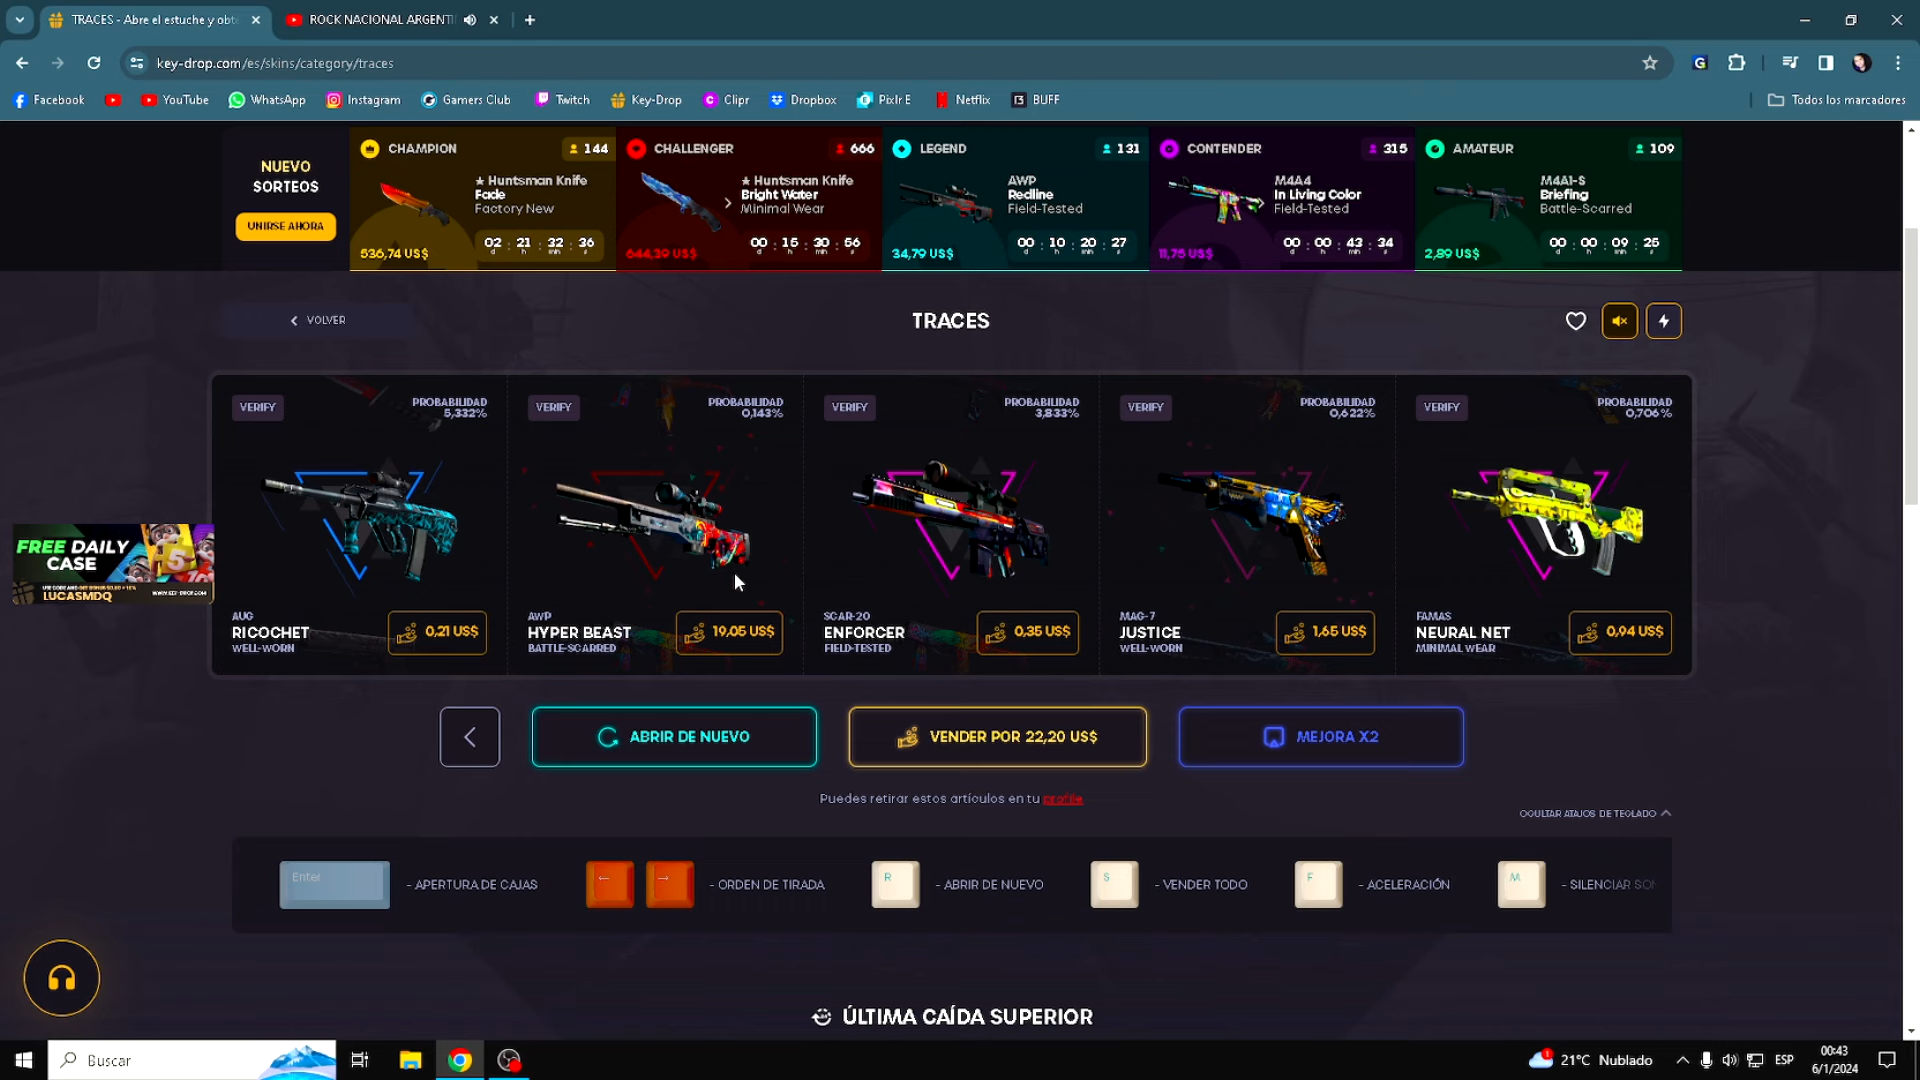 TRACES - Abre el estuche y obt
ROCK NACIONAL ARGENTI
key-drop.com/es/skins/category/traces
Facebook
YouTube
WhatsApp
Instagram
Gamers Club
Twitch
Key-Drop
Clipr
Dropbox
Pixlr E
Netflix
BUFF
Todos los marcadores
NUEVO
SORTEOS
UNIRSE AHORA
CHAMPION
144
★ Huntsman Knife
Fade
Factory New
536,74 US$
02 : 21 : 32 : 36
d h min s
CHALLENGER
666
★ Huntsman Knife
Bright Water
Minimal Wear
644,39 US$
00 : 15 : 30 : 56
d h min s
LEGEND
131
AWP
Redline
Field-Tested
34,79 US$
00 : 10 : 20 : 27
d h min s
CONTENDER
315
M4A4
In Living Color
Field-Tested
11,75 US$
00 : 00 : 43 : 34
d h min s
AMATEUR
109
M4A1-S
Briefing
Battle-Scarred
2,89 US$
00 : 00 : 09 : 25
d h min s
VOLVER
TRACES
VERIFY
PROBABILIDAD
5,332%
AUG
RICOCHET
WELL-WORN
0,21 US$
VERIFY
PROBABILIDAD
0,143%
AWP
HYPER BEAST
BATTLE-SCARRED
19,05 US$
VERIFY
PROBABILIDAD
3,833%
SCAR-20
ENFORCER
FIELD-TESTED
0,35 US$
VERIFY
PROBABILIDAD
0,622%
MAG-7
JUSTICE
WELL-WORN
1,65 US$
VERIFY
PROBABILIDAD
0,706%
FAMAS
NEURAL NET
MINIMAL WEAR
0,94 US$
FREE DAILY
CASE
LUCASMDQ
WWW.KEY-DROP.COM
ABRIR DE NUEVO
VENDER POR 22,20 US$
MEJORA X2
Puedes retirar estos artículos en tu profile
OCULTAR ATAJOS DE TECLADO
Enter
- APERTURA DE CAJAS
← →
- ORDEN DE TIRADA
R
- ABRIR DE NUEVO
S
- VENDER TODO
F
- ACELERACIÓN
M
- SILENCIAR SON
ÚLTIMA CAÍDA SUPERIOR
Buscar
1
21°C Nublado
ESP
00:43
6/1/2024